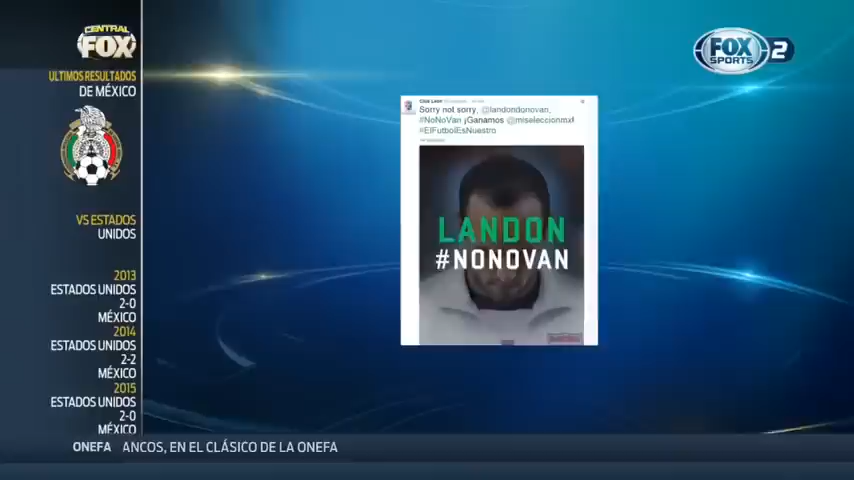 CENTRAL
FOX
ULTIMOS RESULTADOS
DE MÉXICO
VS ESTADOS
UNIDOS
2013
ESTADOS UNIDOS
2-0
MÉXICO
2014
ESTADOS UNIDOS
2-2
MÉXICO
2015
ESTADOS UNIDOS
2-0
MÉXICO
FOX
SPORTS 2
Sorry not sorry, @landondonovan,
#NoNoVan ¡Ganamos @miseleccionmx!
#ElFutbolEsNuestro
LANDON
#NONOVAN
ONEFA ANCOS, EN EL CLÁSICO DE LA ONEFA